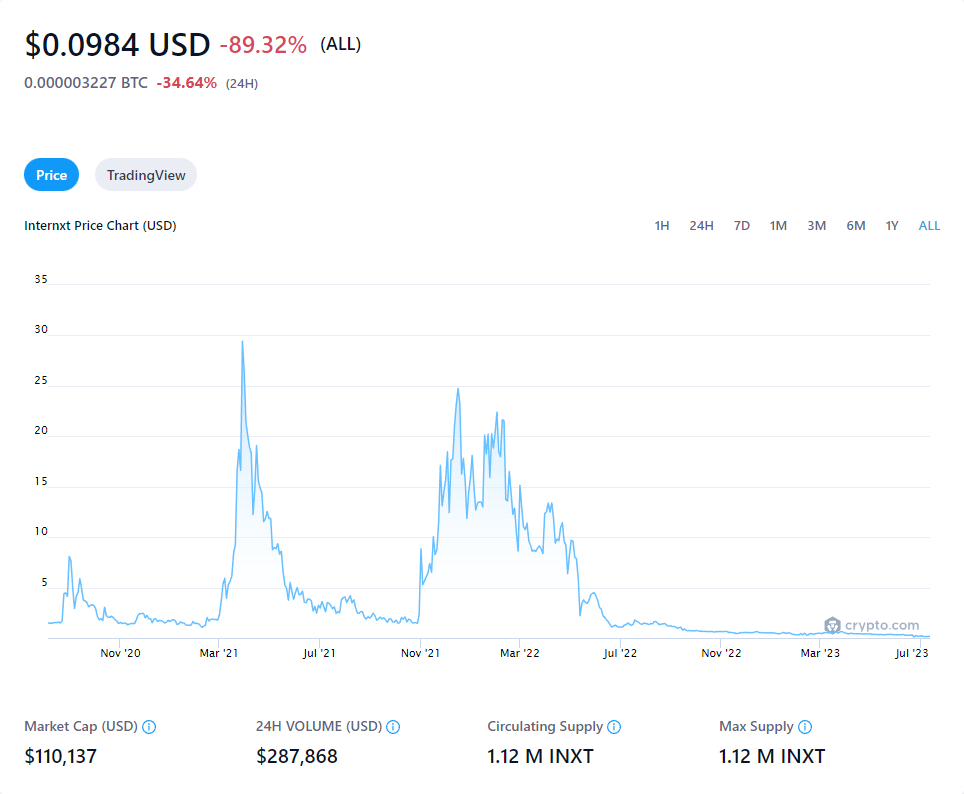 $0.0984 USD -89.32% (ALL)
0.000003227 BTC -34.64% (24H)
Price TradingView
Internxt Price Chart (USD) 1H 24H 7D 1M 3M 6M 1Y ALL
35
30
25
20
15
10
5
crypto.com
Nov '20 Mar '21 Jul '21 Nov '21 Mar '22 Jul '22 Nov '22 Mar '23 Jul '23
Market Cap (USD) 24H VOLUME (USD) Circulating Supply Max Supply
$110,137 $287,868 1.12 M INXT 1.12 M INXT